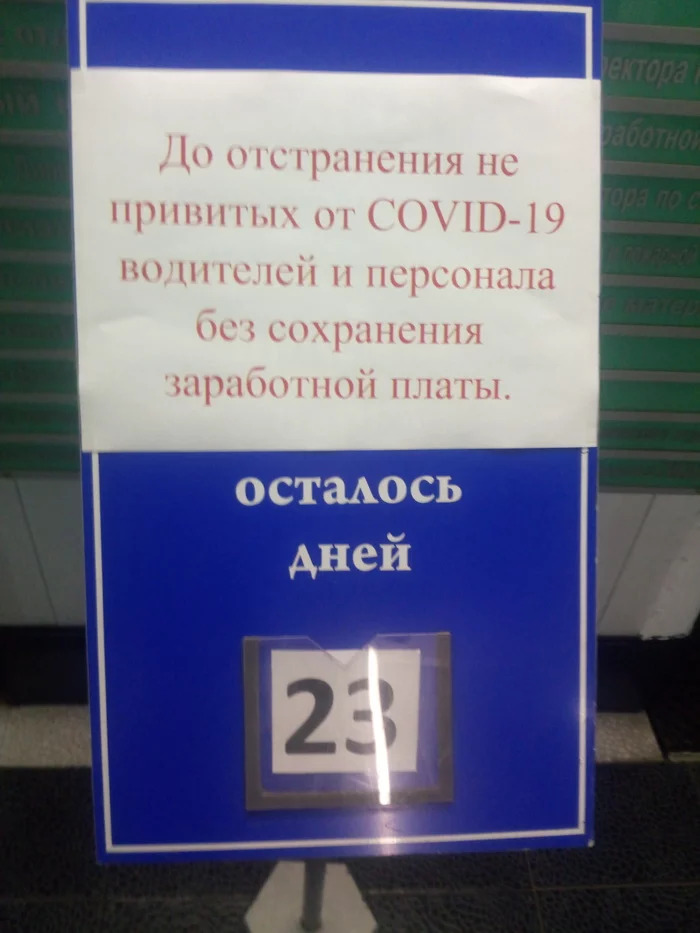 До отстранения не
привитых от COVID-19
водителей и персонала
без сохранения
заработной платы.
осталось
дней
23